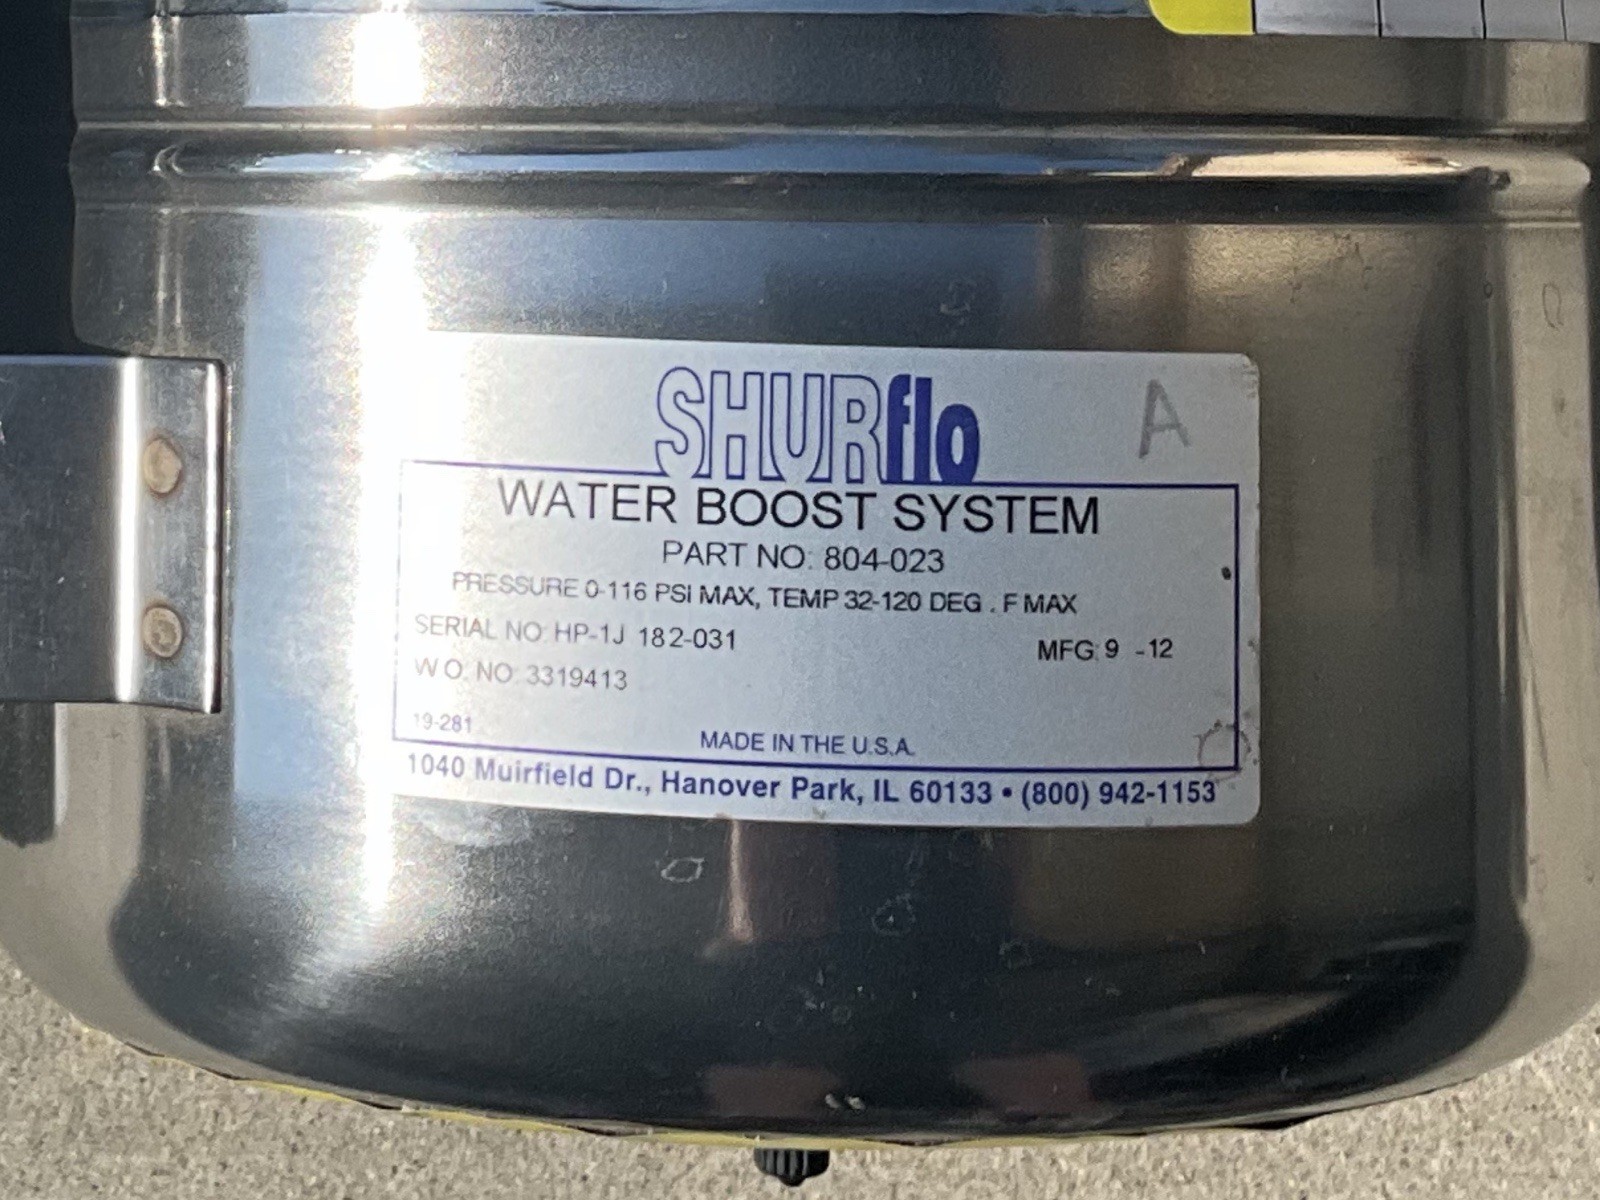 SHURflo
A
WATER BOOST SYSTEM
PART NO: 804-023
PRESSURE 0-116 PSI MAX, TEMP 32-120 DEG . F MAX
SERIAL NO: HP-1J 182-031
MFG: 9 -12
W.O. NO: 3319413
19-281
MADE IN THE U.S.A.
1040 Muirfield Dr., Hanover Park, IL 60133 • (800) 942-1153